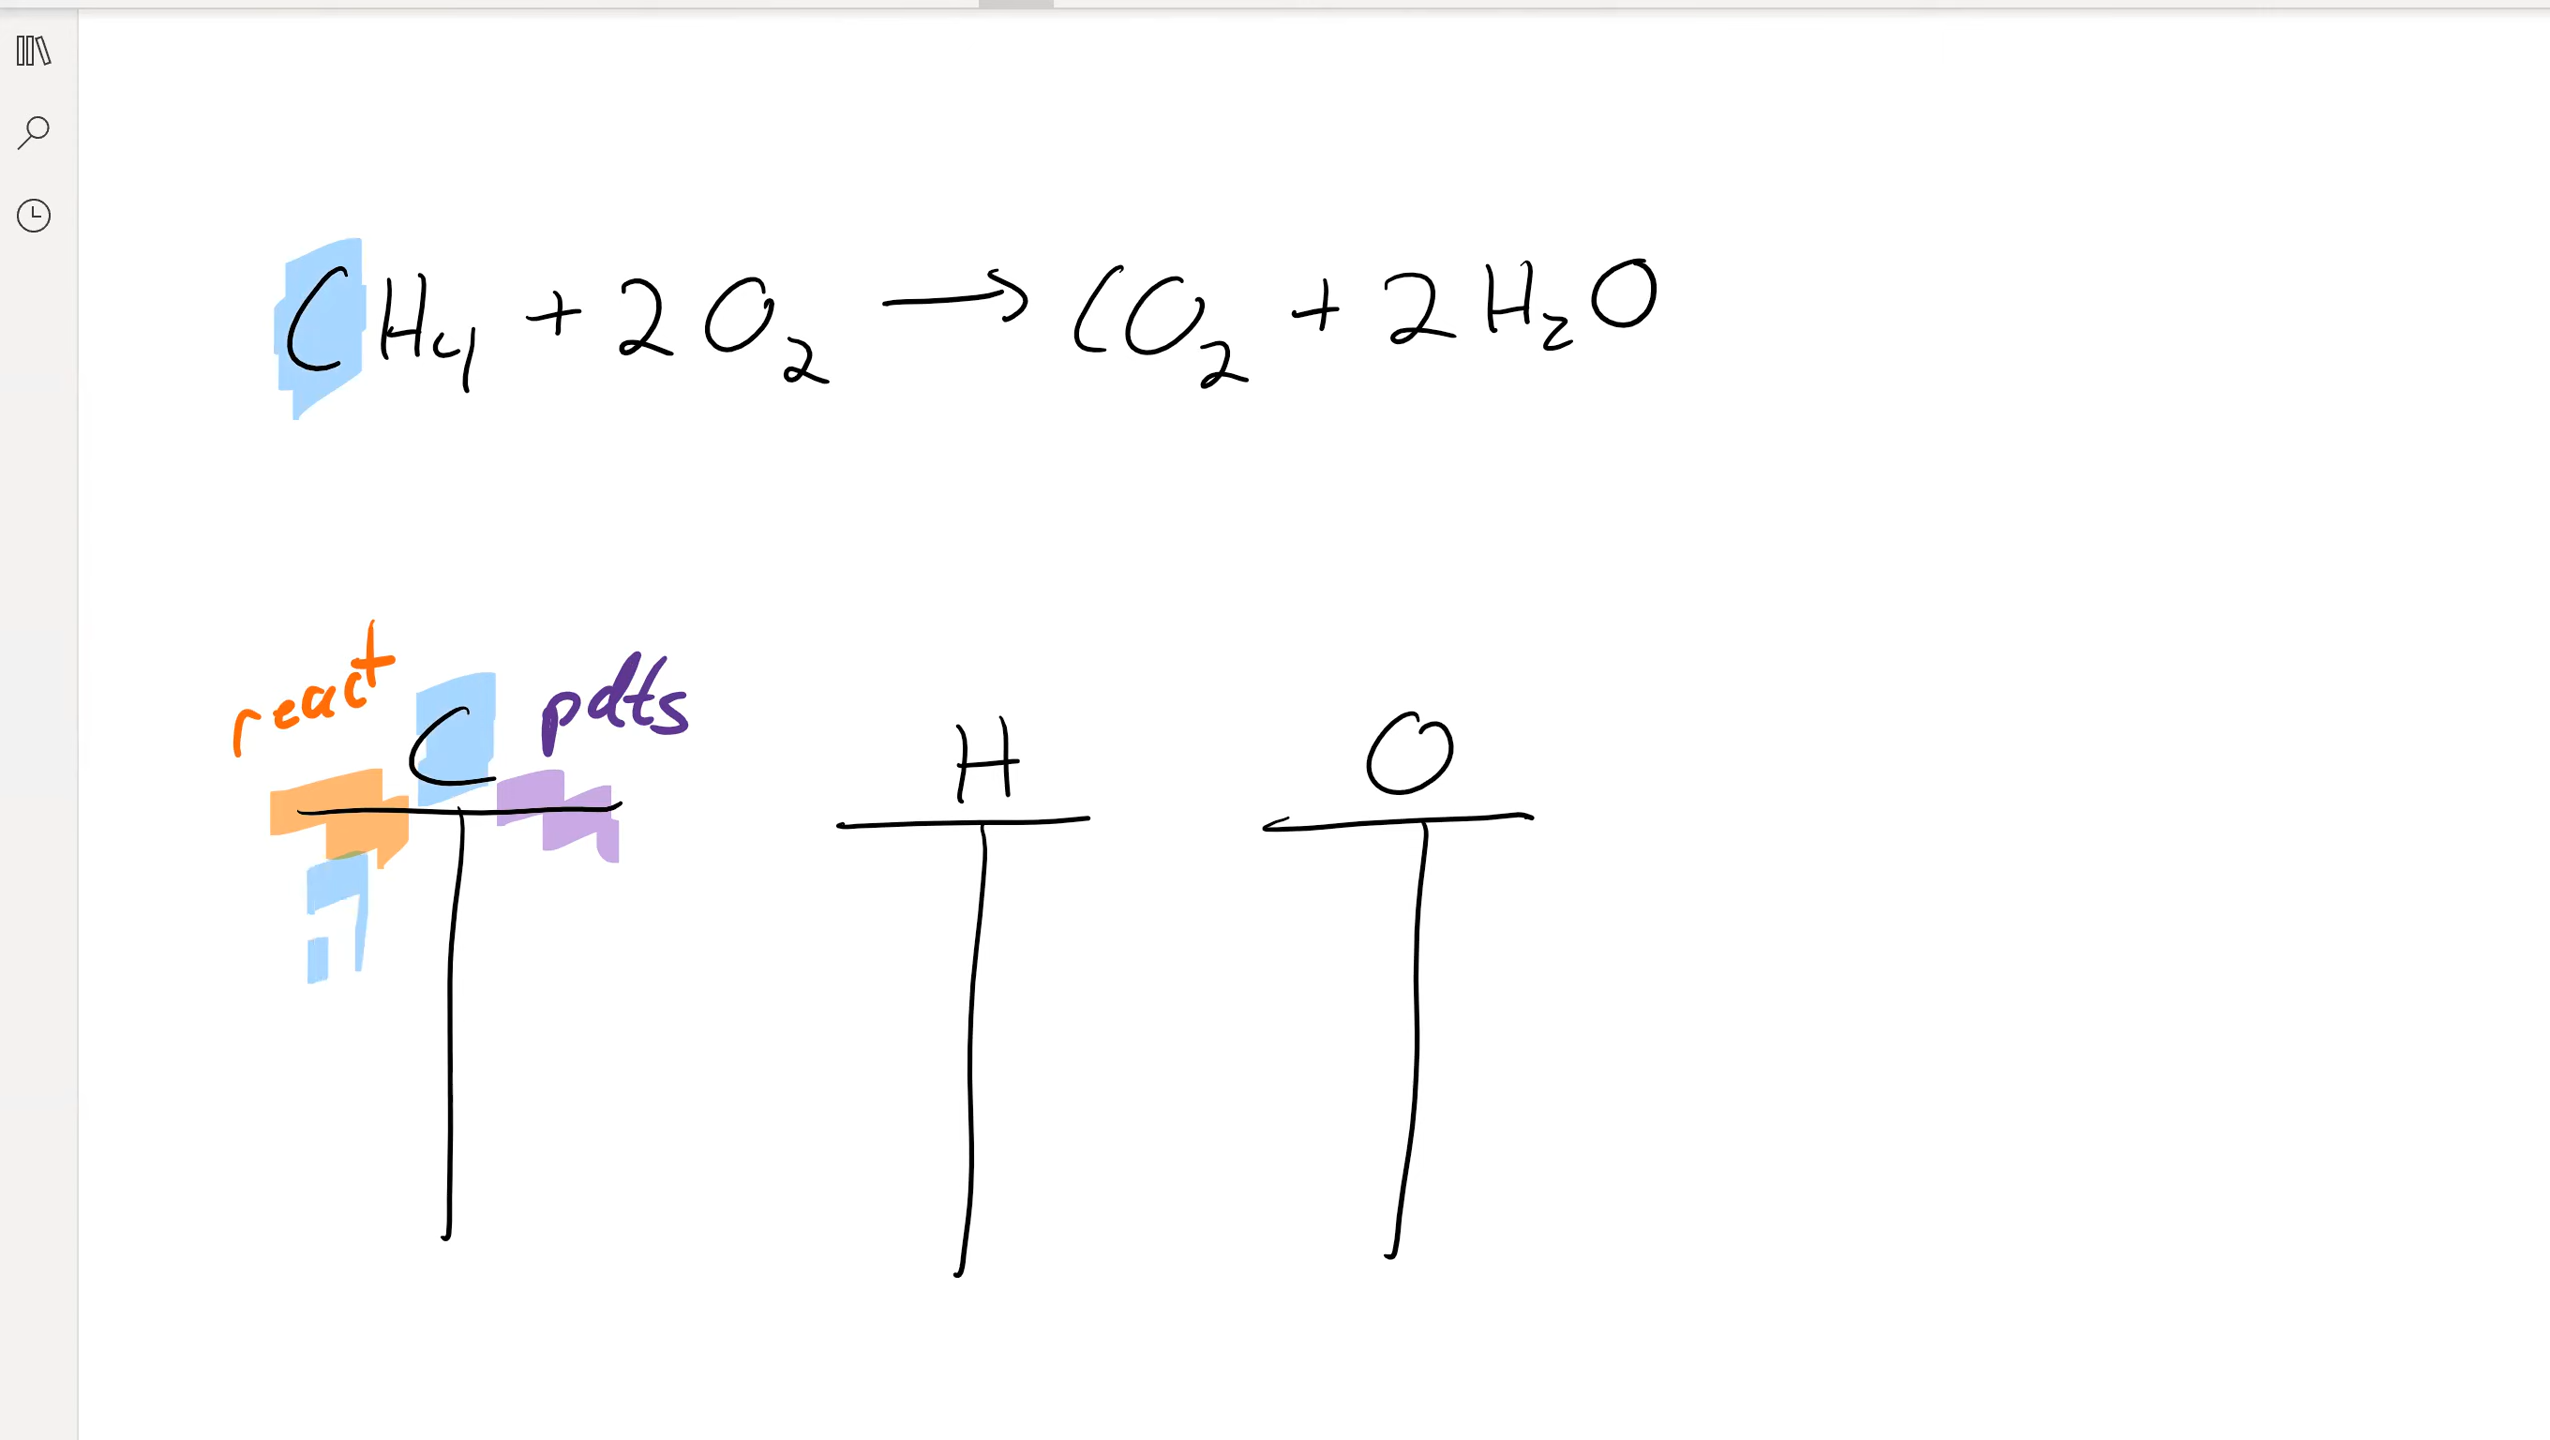 CH₄ + 2 O₂ → CO₂ + 2 H₂O
react C pdts H O